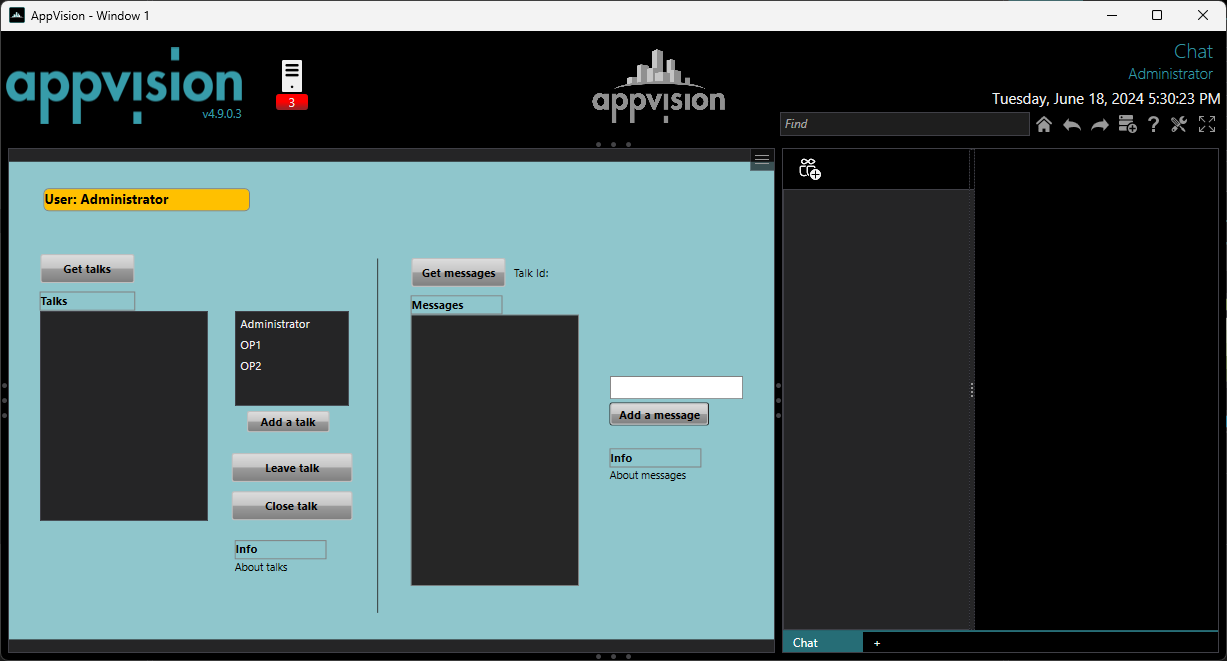 AppVision - Window 1
appvision
v4.9.0.3
3
appvision
Chat
Administrator
Tuesday, June 18, 2024 5:30:23 PM
Find
?
User: Administrator
Get talks
Talks
Administrator
OP1
OP2
Add a talk
Leave talk
Close talk
Info
About talks
Get messages
Talk Id:
Messages
Add a message
Info
About messages
Chat
+